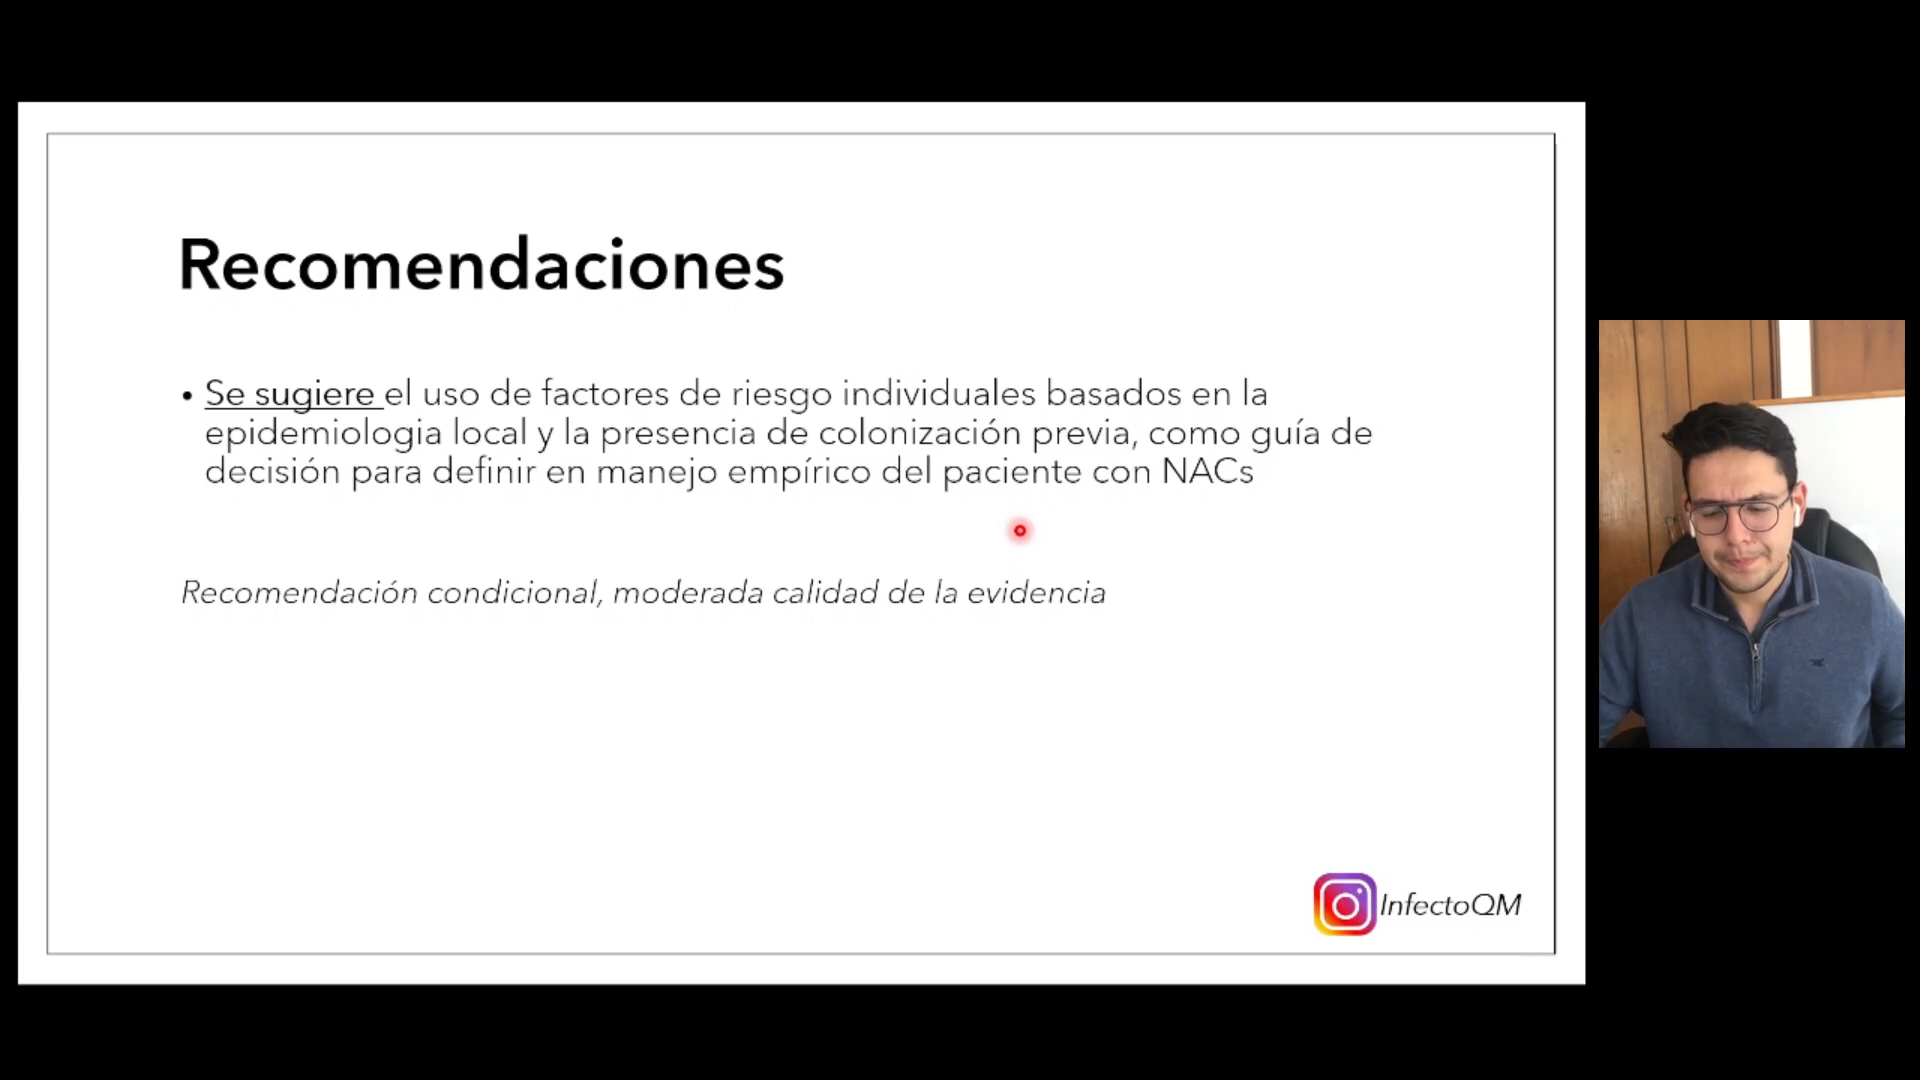 Recomendaciones
• Se sugiere el uso de factores de riesgo individuales basados en la
epidemiologia local y la presencia de colonización previa, como guía de
decisión para definir en manejo empírico del paciente con NACs
Recomendación condicional, moderada calidad de la evidencia
InfectoQM